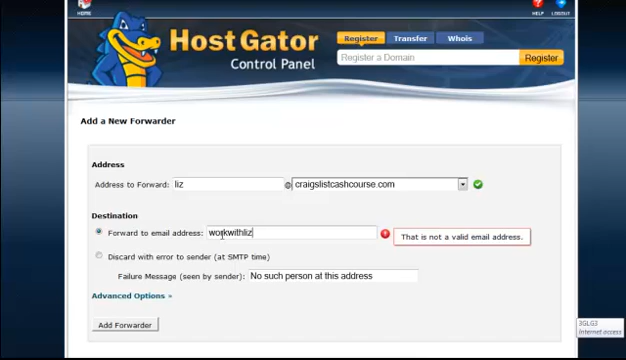 HOME
HELP
LOGOUT
HostGator
Control Panel
Register
Transfer
Whois
Register a Domain
Register
Add a New Forwarder
Address
Address to Forward:
liz
@
craigslistcashcourse.com
Destination
Forward to email address:
workwithliz
That is not a valid email address.
Discard with error to sender (at SMTP time)
Failure Message (seen by sender):
No such person at this address
Advanced Options »
Add Forwarder
3GLG3
Internet access